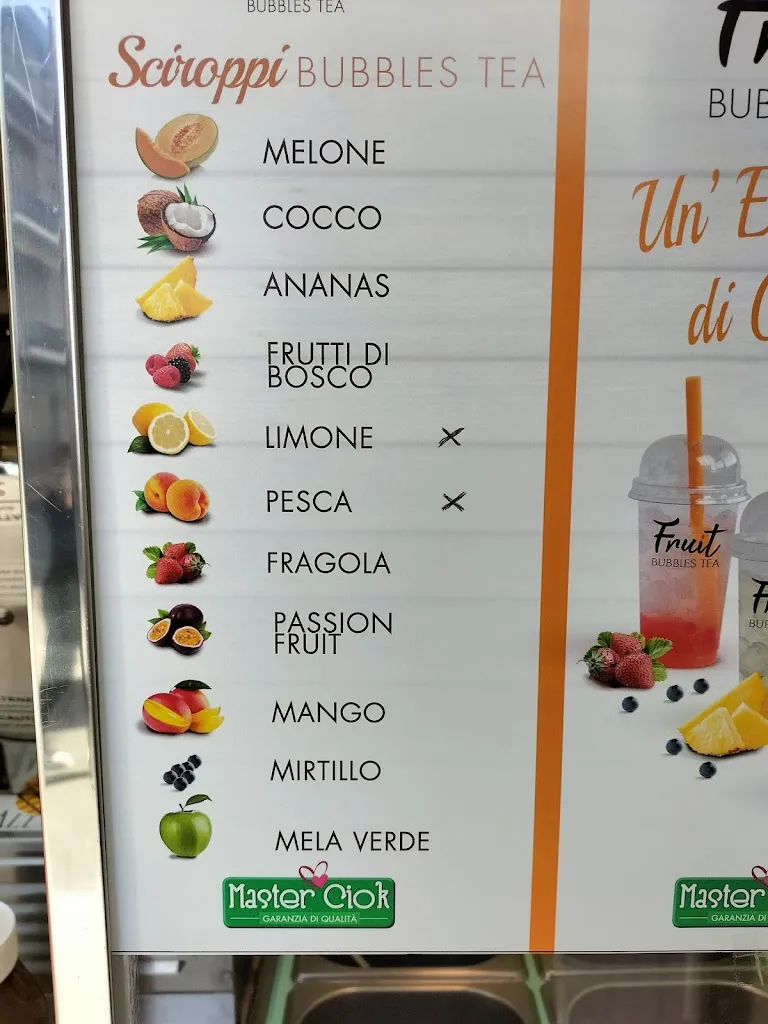 BUBBLES TEA
Sciroppi BUBBLES TEA
MELONE
COCCO
ANANAS
FRUTTI DI
BOSCO
LIMONE x
PESCA x
FRAGOLA
PASSION
FRUIT
MANGO
MIRTILLO
MELA VERDE
Master Ciok
GARANZIA DI QUALITÀ
Un'
di
Fruit
BUBBLES TEA
Master
GARANZIA DI